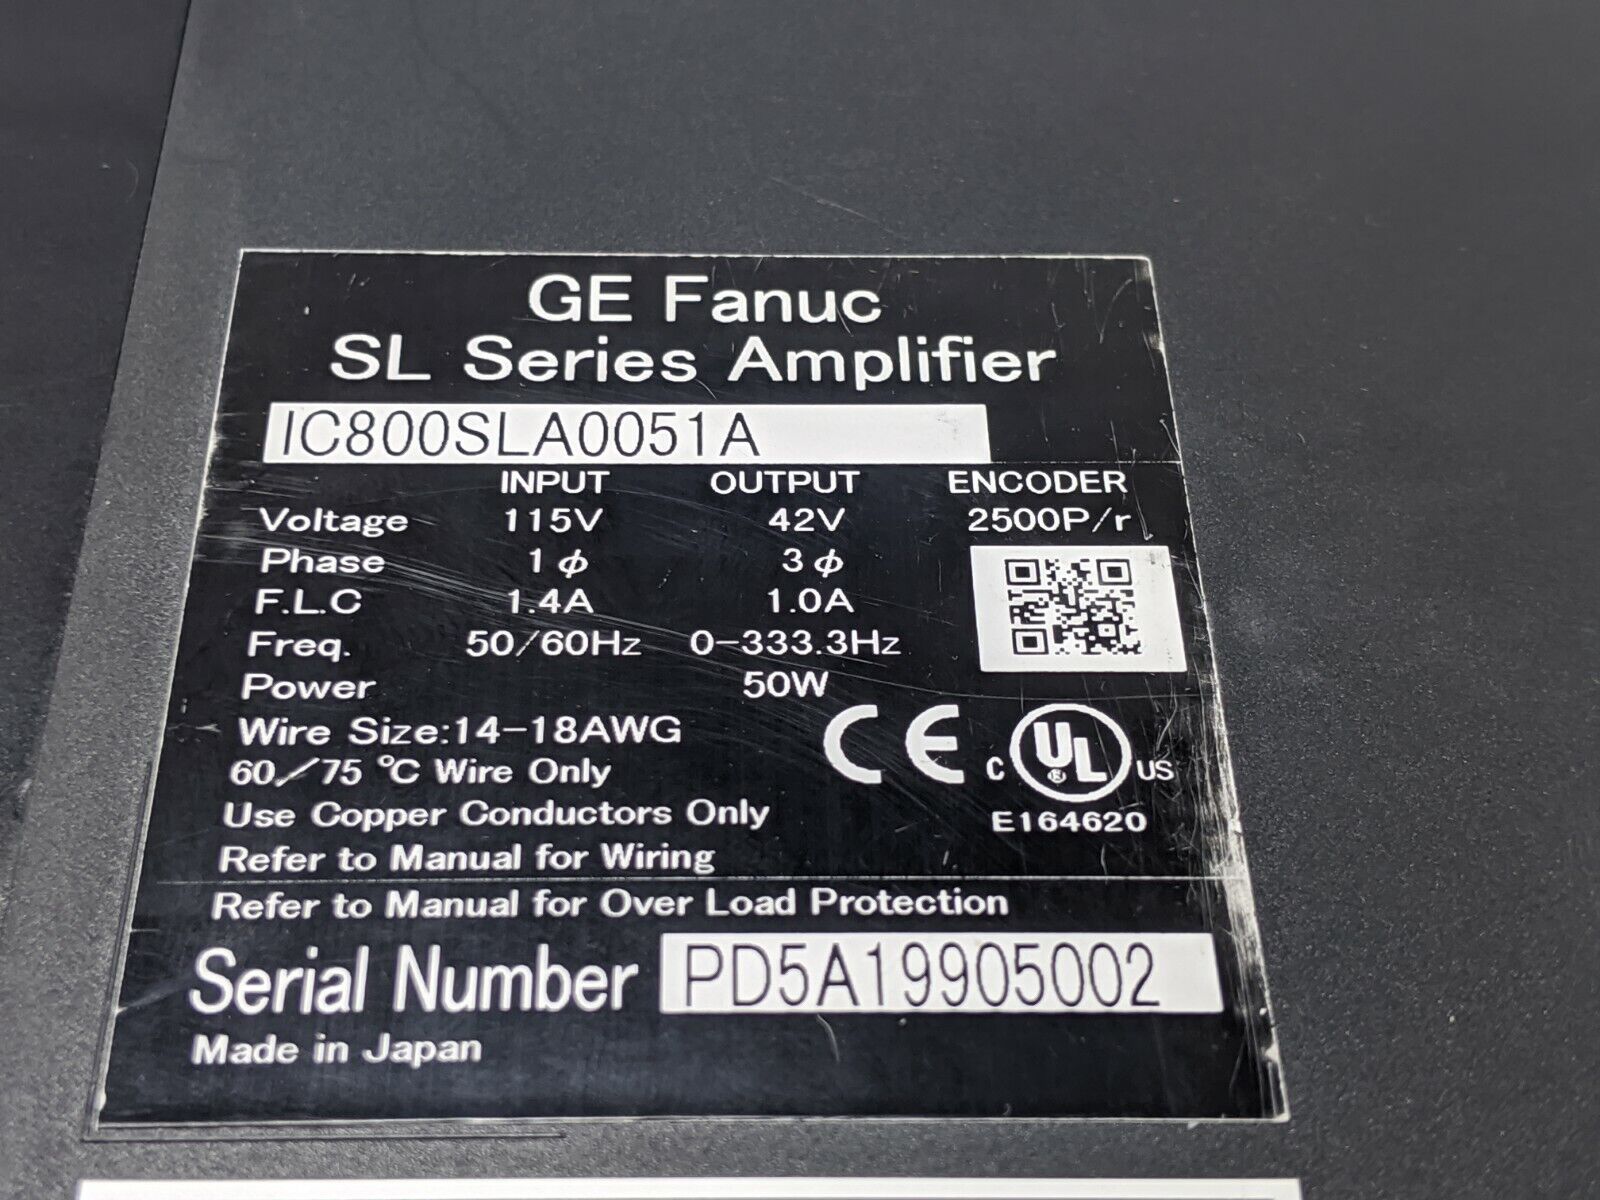 GE Fanuc
SL Series Amplifier
IC800SLA0051A
INPUT OUTPUT ENCODER
Voltage 115V 42V 2500P/r
Phase 1ϕ 3ϕ
F.L.C 1.4A 1.0A
Freq. 50/60Hz 0-333.3Hz
Power 50W
Wire Size:14-18AWG
60/75 °C Wire Only
Use Copper Conductors Only
Refer to Manual for Wiring
CE
C UL ® US
E164620
Refer to Manual for Over Load Protection
Serial Number PD5A19905002
Made in Japan